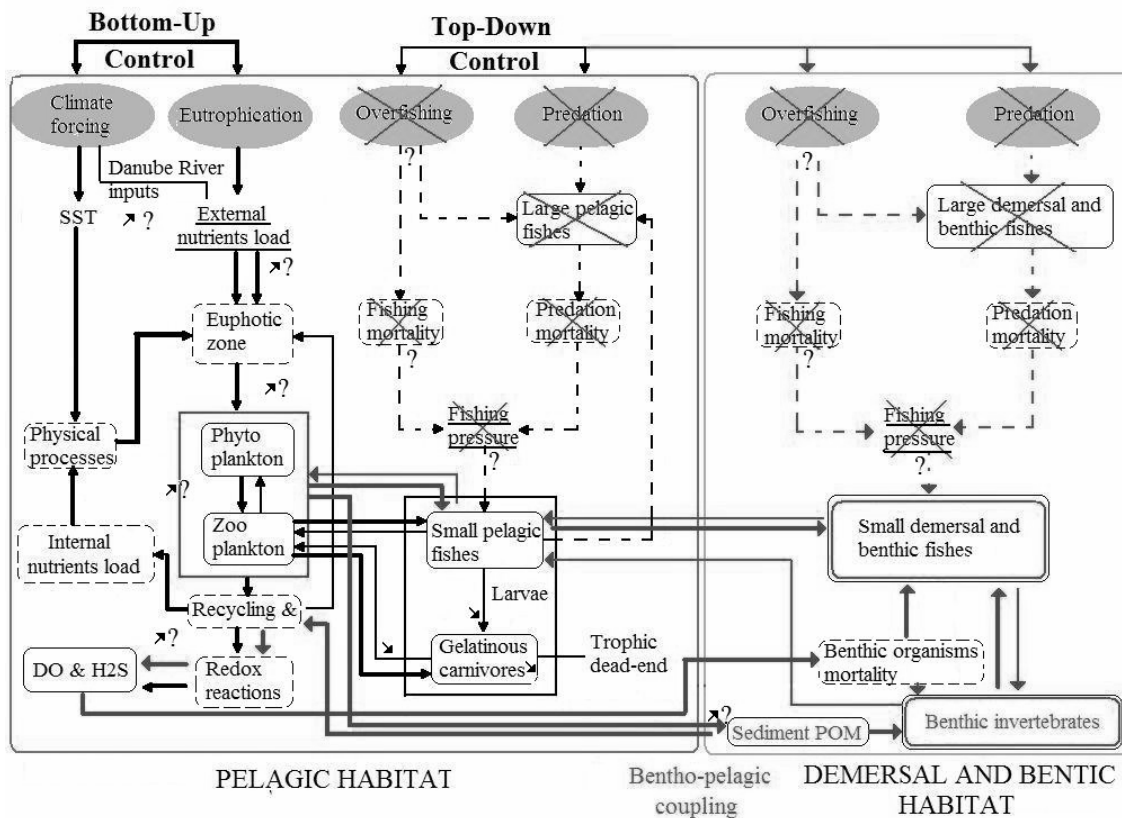 Bottom-Up
Control
Top-Down
Control
Climate
forcing
Eutrophication
Overfishing
Predation
Overfishing
Predation
?
?
Danube River
inputs
↗ ?
SST
External
nutrients load
↗?
Large pelagic
fishes
Large demersal and
benthic fishes
Euphotic
zone
Fishing
mortality
?
Predation
mortality
Fishing
mortality
?
Predation
mortality
↗?
Fishing
pressure
?
Fishing
pressure
?
Physical
processes
Phyto
plankton
↗?
Zoo
plankton
Small pelagic
fishes
Small demersal and
benthic fishes
Internal
nutrients load
Larvae
Recycling &
↗?
Gelatinous
carnivores
Trophic
dead-end
Benthic organisms
mortality
DO & H2S
Redox
reactions
↗?
Sediment POM
Benthic invertebrates
PELAGIC HABITAT
Bentho-pelagic
coupling
DEMERSAL AND BENTIC
HABITAT